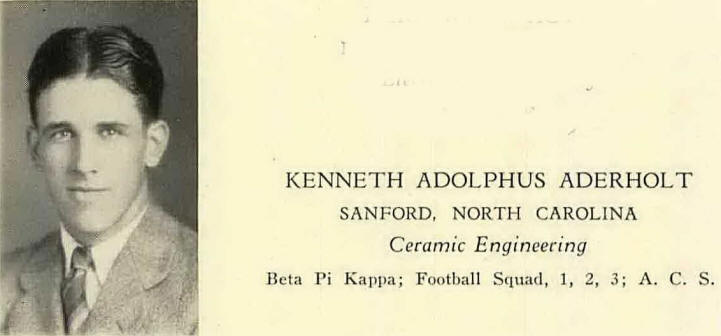 KENNETH ADOLPHUS ADERHOLT
SANFORD, NORTH CAROLINA
Ceramic Engineering
Beta Pi Kappa; Football Squad, 1, 2, 3; A. C. S.